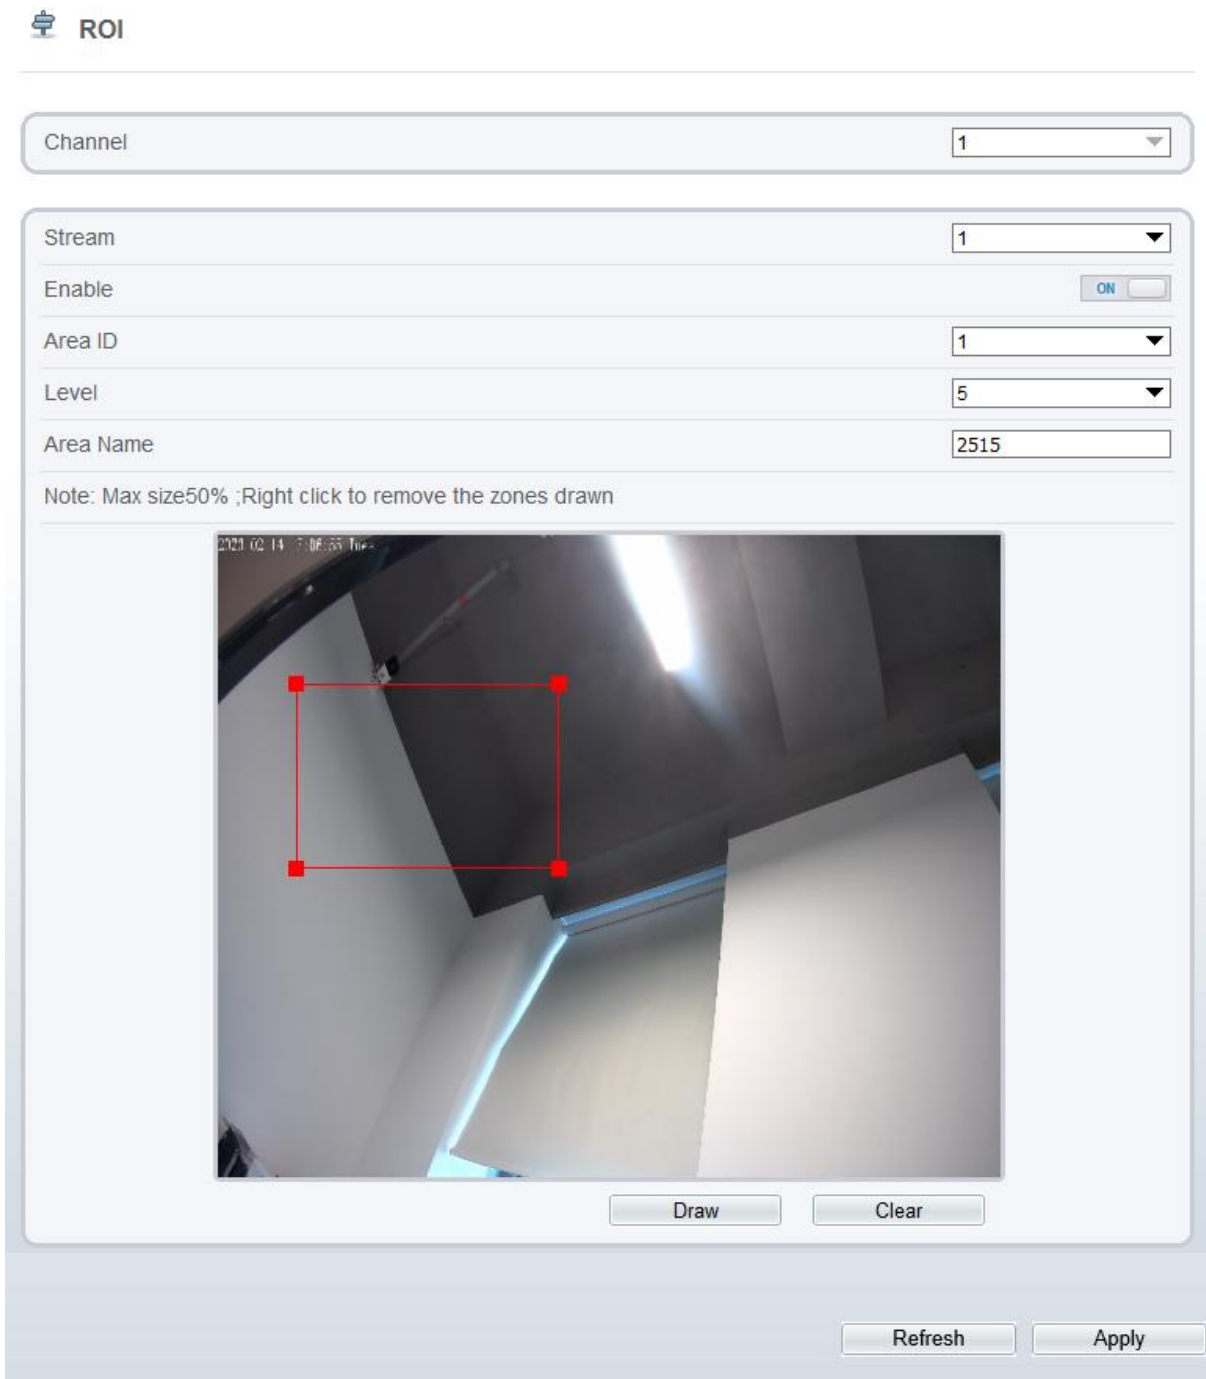 ROI
Channel 1
Stream 1
Enable ON
Area ID 1
Level 5
Area Name 2515
Note: Max size50% ;Right click to remove the zones drawn
Draw Clear
Refresh Apply